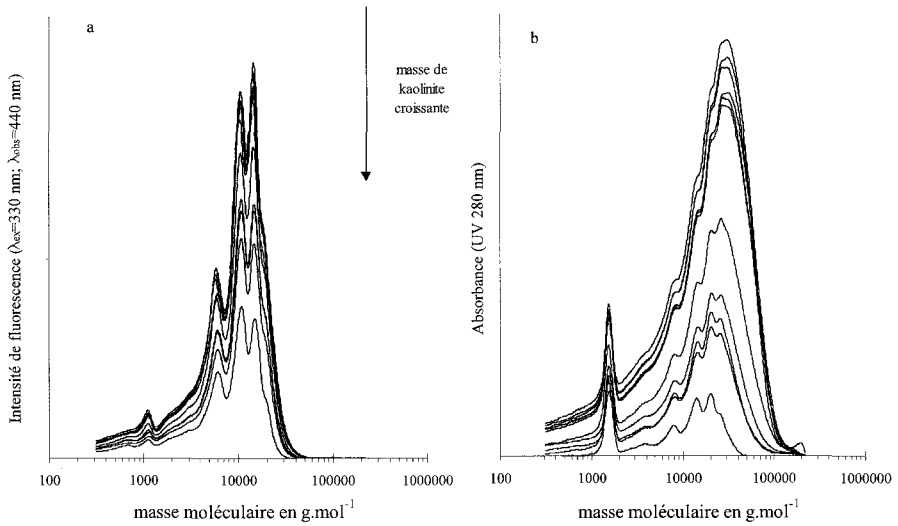 a
masse de
kaolinite
croissante
Intensité de fluorescence (λex=330 nm; λobs=440 nm)
100 1000 10000 100000 1000000
masse moléculaire en g.mol-1
b
Absorbance (UV 280 nm)
100 1000 10000 100000 1000000
masse moléculaire en g.mol-1